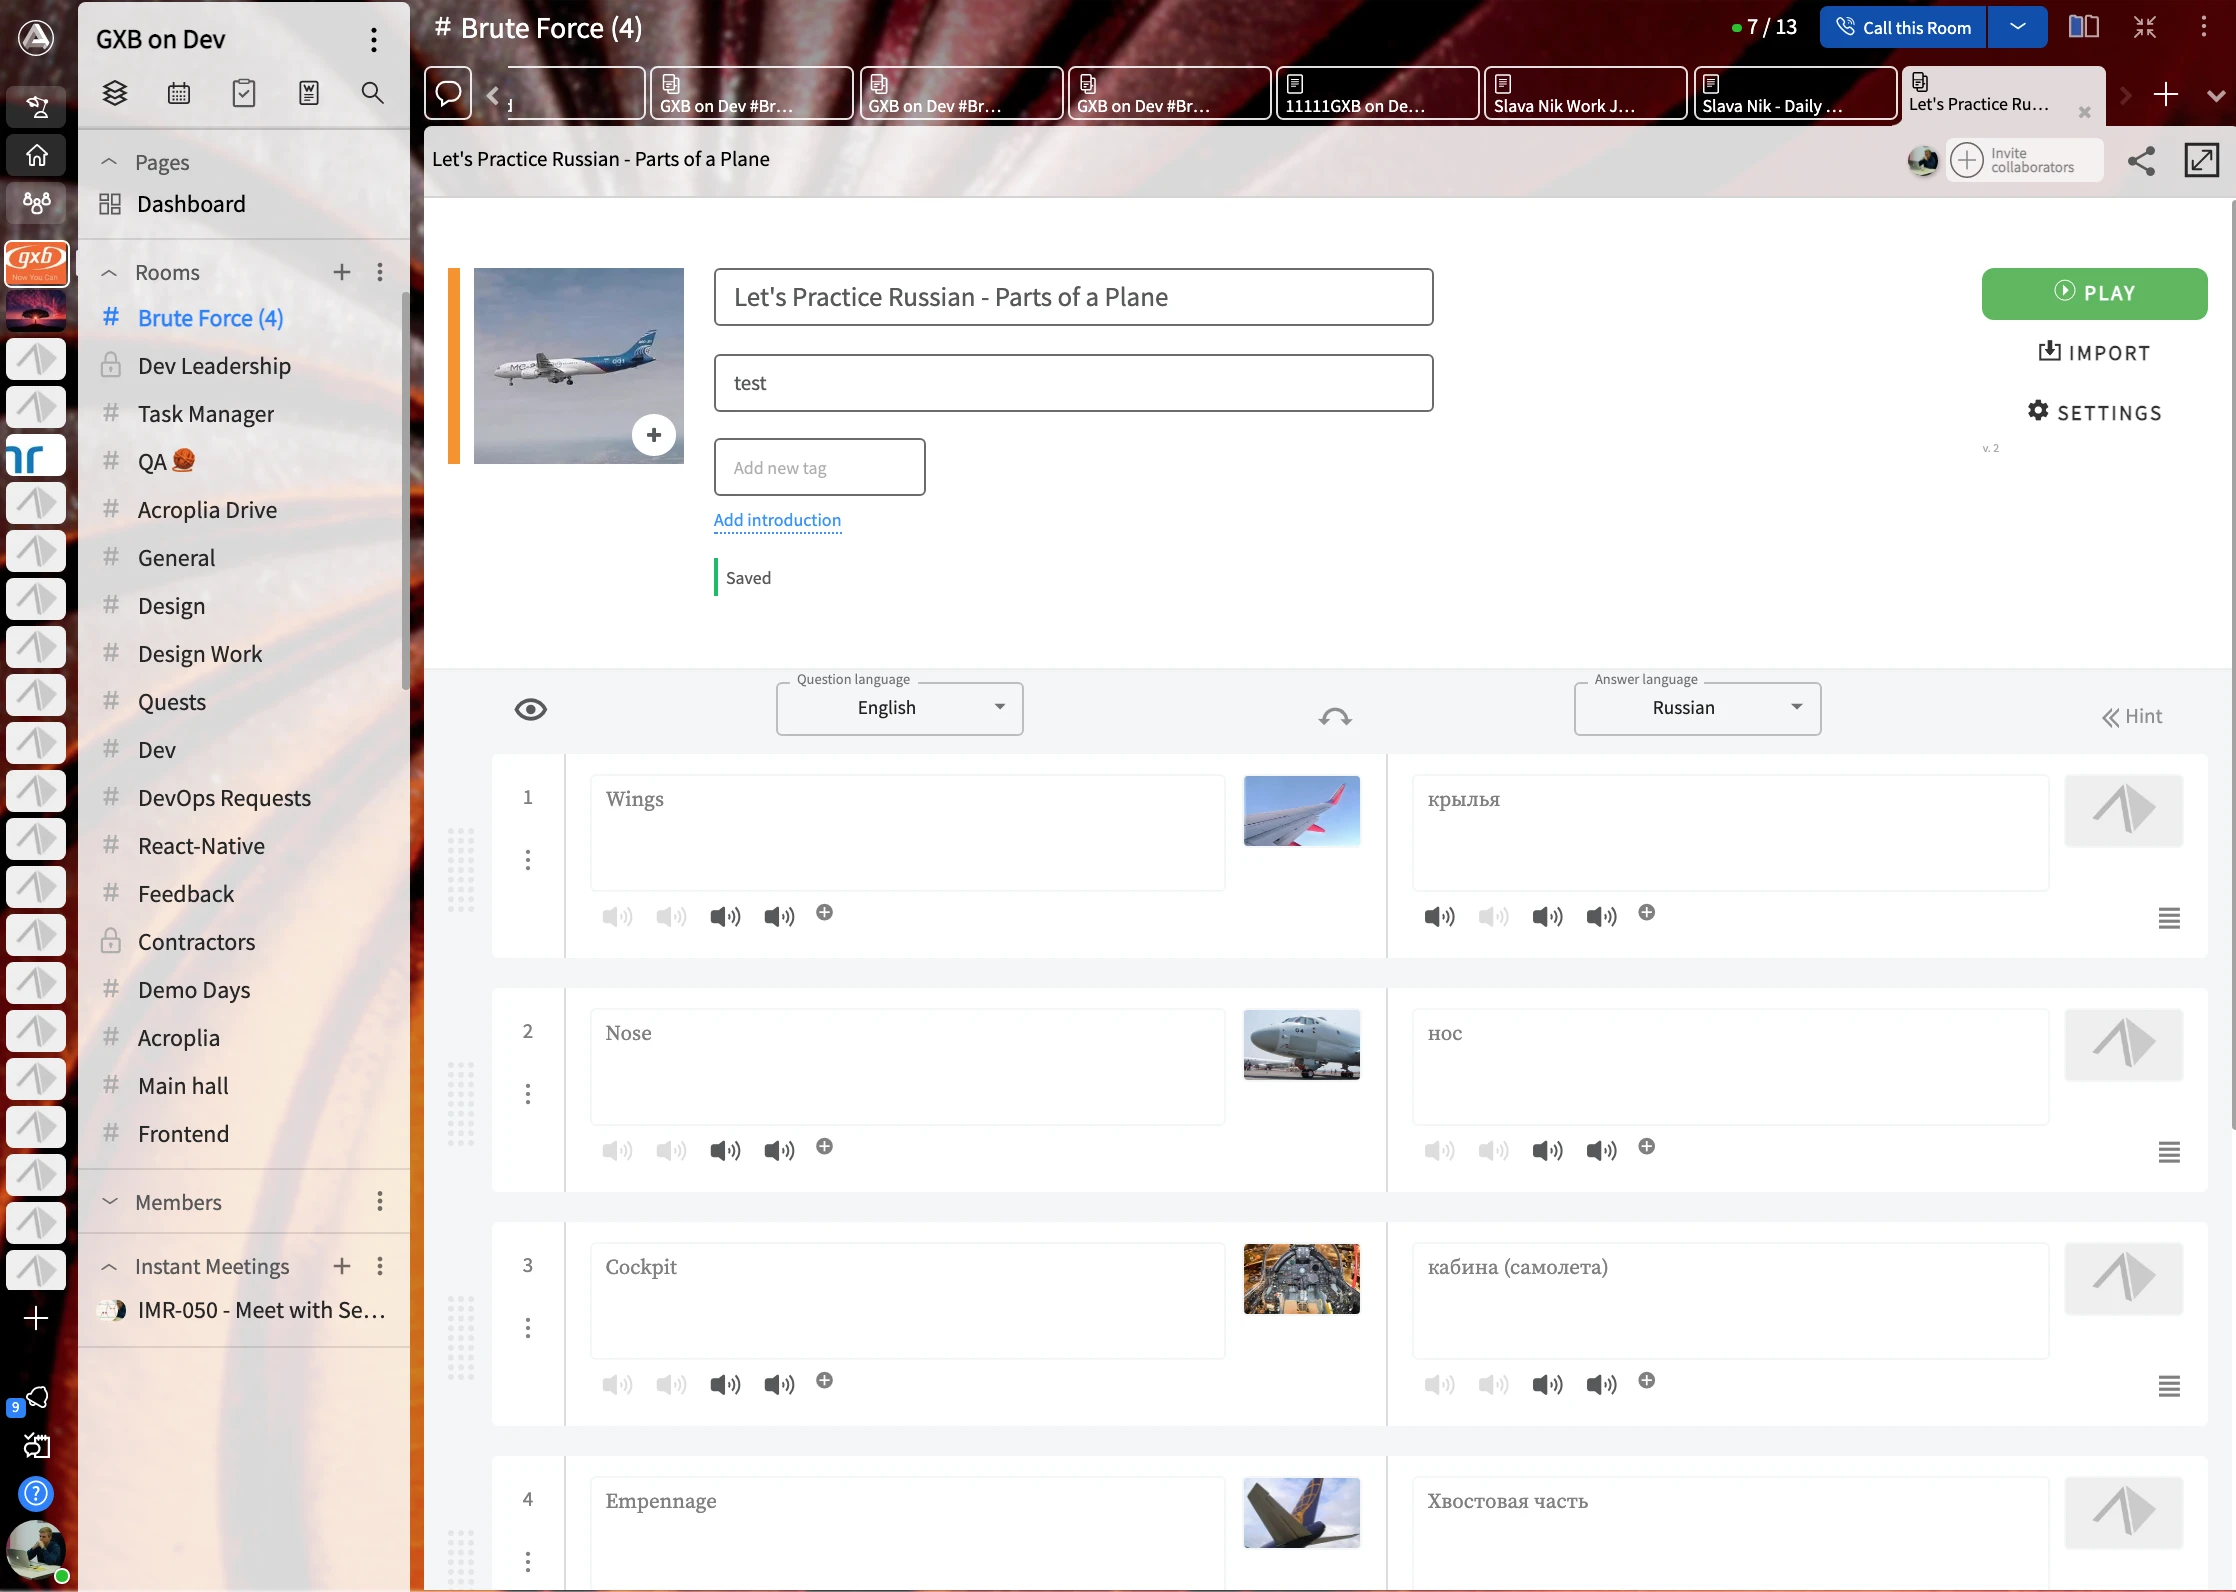 GXB on Dev
# Brute Force (4)
7 / 13
Call this Room
GXB on Dev #Br...
GXB on Dev #Br...
GXB on Dev #Br...
11111GXB on De...
Slava Nik Work J...
Slava Nik - Daily ...
Let's Practice Ru...
Let's Practice Russian - Parts of a Plane
Invite
collaborators
Pages
Dashboard
Rooms
# Brute Force (4)
Dev Leadership
# Task Manager
# QA
# Acroplia Drive
# General
# Design
# Design Work
# Quests
# Dev
# DevOps Requests
# React-Native
# Feedback
Contractors
# Demo Days
# Acroplia
# Main hall
# Frontend
Members
Instant Meetings
IMR-050 - Meet with Se...
gxb
Now You Can
9
?
Let's Practice Russian - Parts of a Plane
test
Add new tag
Add introduction
Saved
PLAY
IMPORT
SETTINGS
v. 2
Question language
English
Answer language
Russian
Hint
1
Wings
крылья
2
Nose
нос
3
Cockpit
кабина (самолета)
4
Empennage
Хвостовая часть